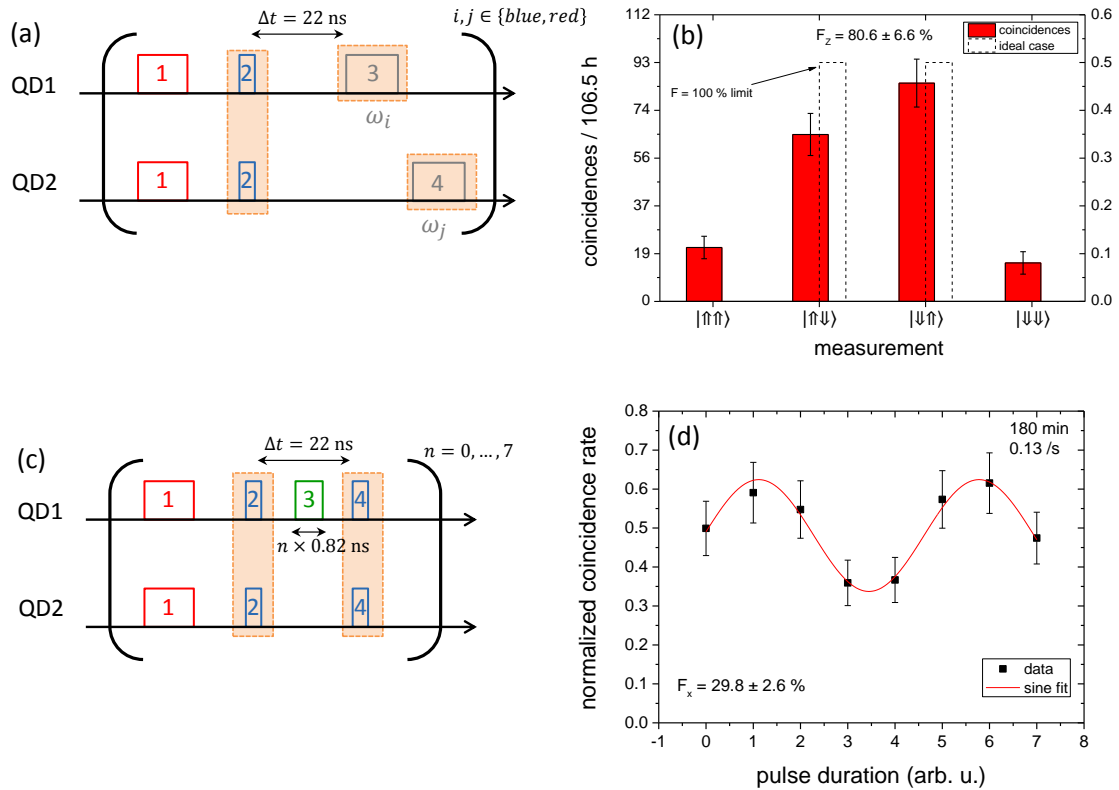 (a)
Δt = 22 ns
i, j ∈ {blue, red}
QD1
1
2
3
ω_i
QD2
1
2
4
ω_j
(b)
F_Z = 80.6 ± 6.6 %
coincidences
ideal case
F = 100 % limit
coincidences / 106.5 h
112
93
74
56
37
19
0
0.6
0.5
0.4
0.3
0.2
0.1
0.0
|⇑⇑⟩
|⇑⇓⟩
|⇓⇑⟩
|⇓⇓⟩
measurement
(c)
Δt = 22 ns
n = 0, … , 7
QD1
1
2
3
4
n × 0.82 ns
QD2
1
2
4
(d)
180 min
0.13 /s
normalized coincidence rate
0.8
0.7
0.6
0.5
0.4
0.3
0.2
0.1
0.0
F_x = 29.8 ± 2.6 %
data
sine fit
-1 0 1 2 3 4 5 6 7 8
pulse duration (arb. u.)